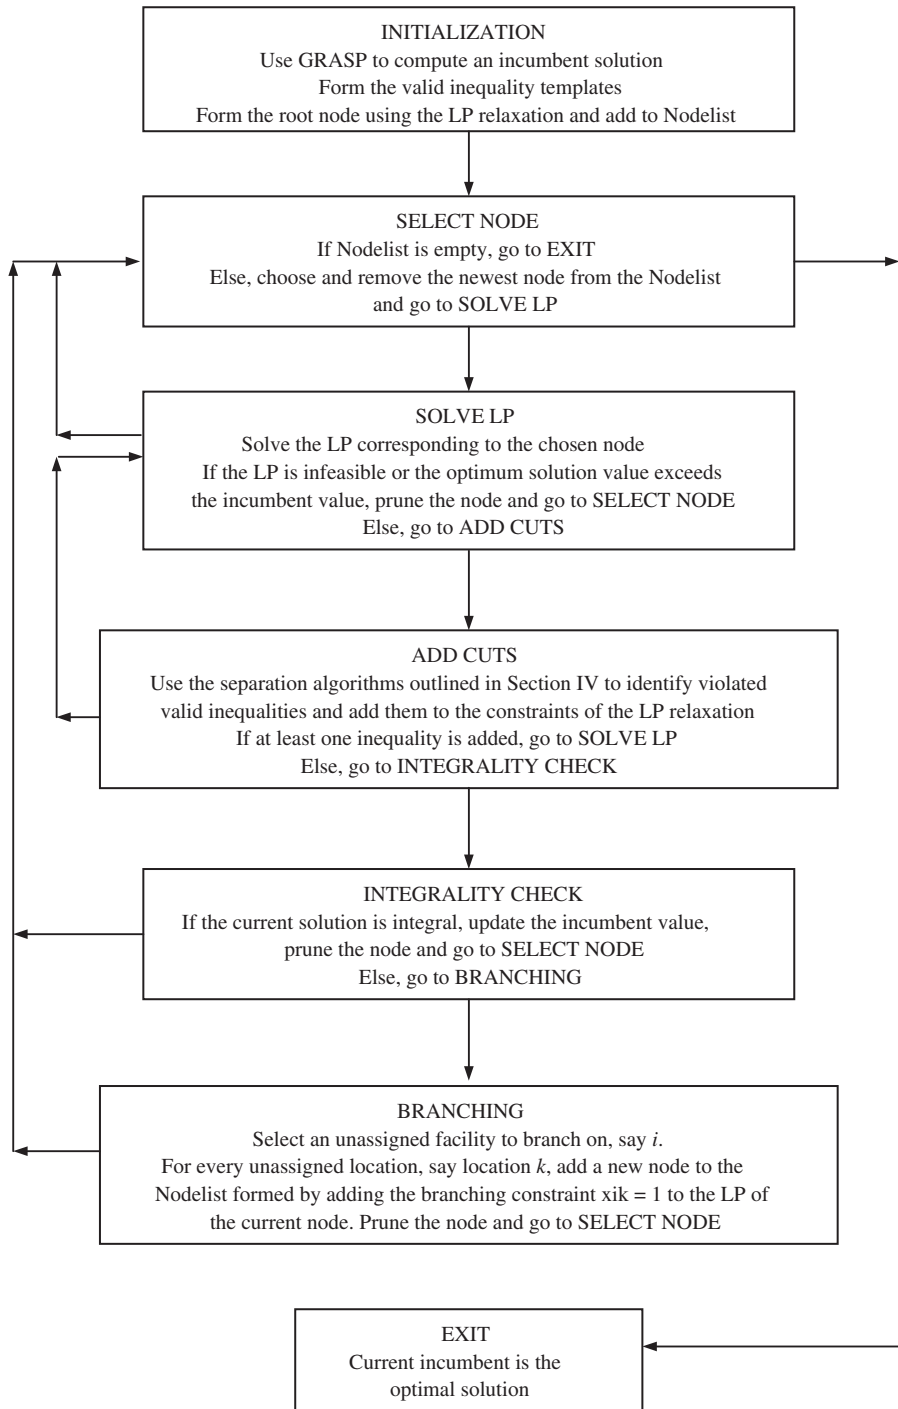 INITIALIZATION
Use GRASP to compute an incumbent solution
Form the valid inequality templates
Form the root node using the LP relaxation and add to Nodelist
SELECT NODE
If Nodelist is empty, go to EXIT
Else, choose and remove the newest node from the Nodelist
and go to SOLVE LP
SOLVE LP
Solve the LP corresponding to the chosen node
If the LP is infeasible or the optimum solution value exceeds
the incumbent value, prune the node and go to SELECT NODE
Else, go to ADD CUTS
ADD CUTS
Use the separation algorithms outlined in Section IV to identify violated
valid inequalities and add them to the constraints of the LP relaxation
If at least one inequality is added, go to SOLVE LP
Else, go to INTEGRALITY CHECK
INTEGRALITY CHECK
If the current solution is integral, update the incumbent value,
prune the node and go to SELECT NODE
Else, go to BRANCHING
BRANCHING
Select an unassigned facility to branch on, say i.
For every unassigned location, say location k, add a new node to the
Nodelist formed by adding the branching constraint xik = 1 to the LP of
the current node. Prune the node and go to SELECT NODE
EXIT
Current incumbent is the
optimal solution